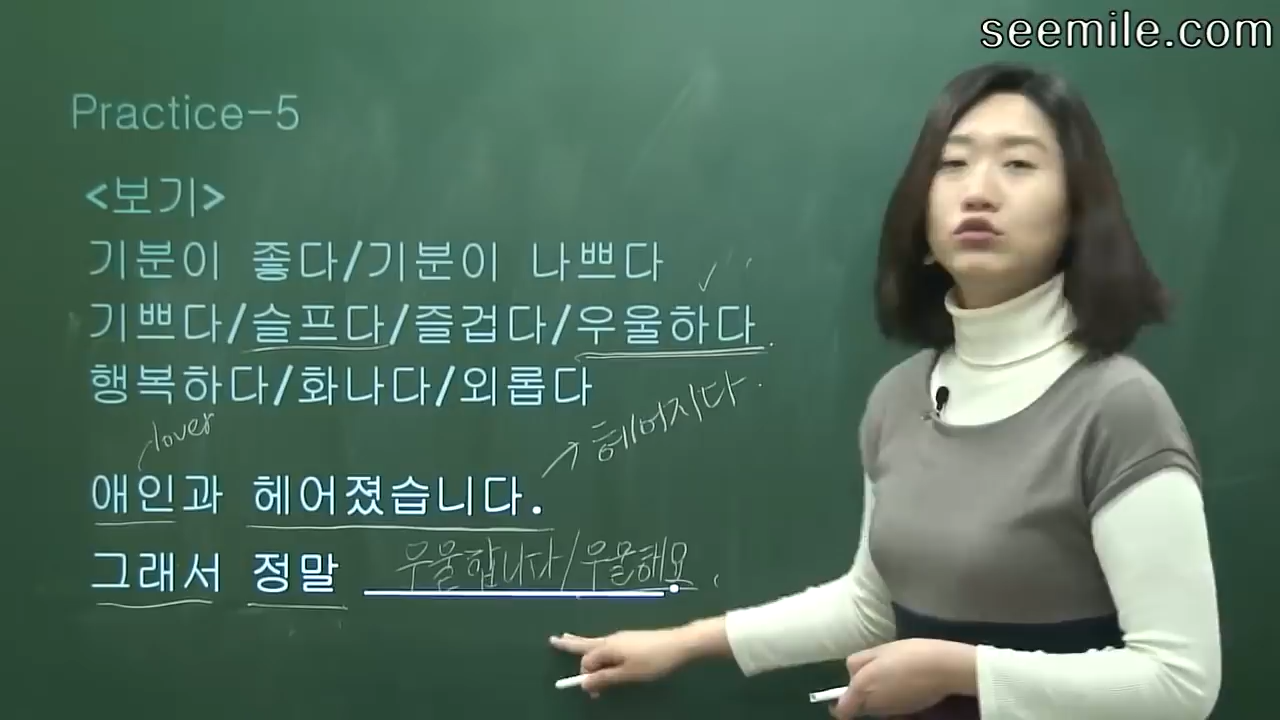 seemile.com
Practice-5
<보기>
기분이 좋다/기분이 나쁘다
기쁘다/슬프다/즐겁다/우울하다
행복하다/화나다/외롭다
lover
헤어지다.
애인과 헤어졌습니다.
그래서 정말 우울합니다/우울해요.